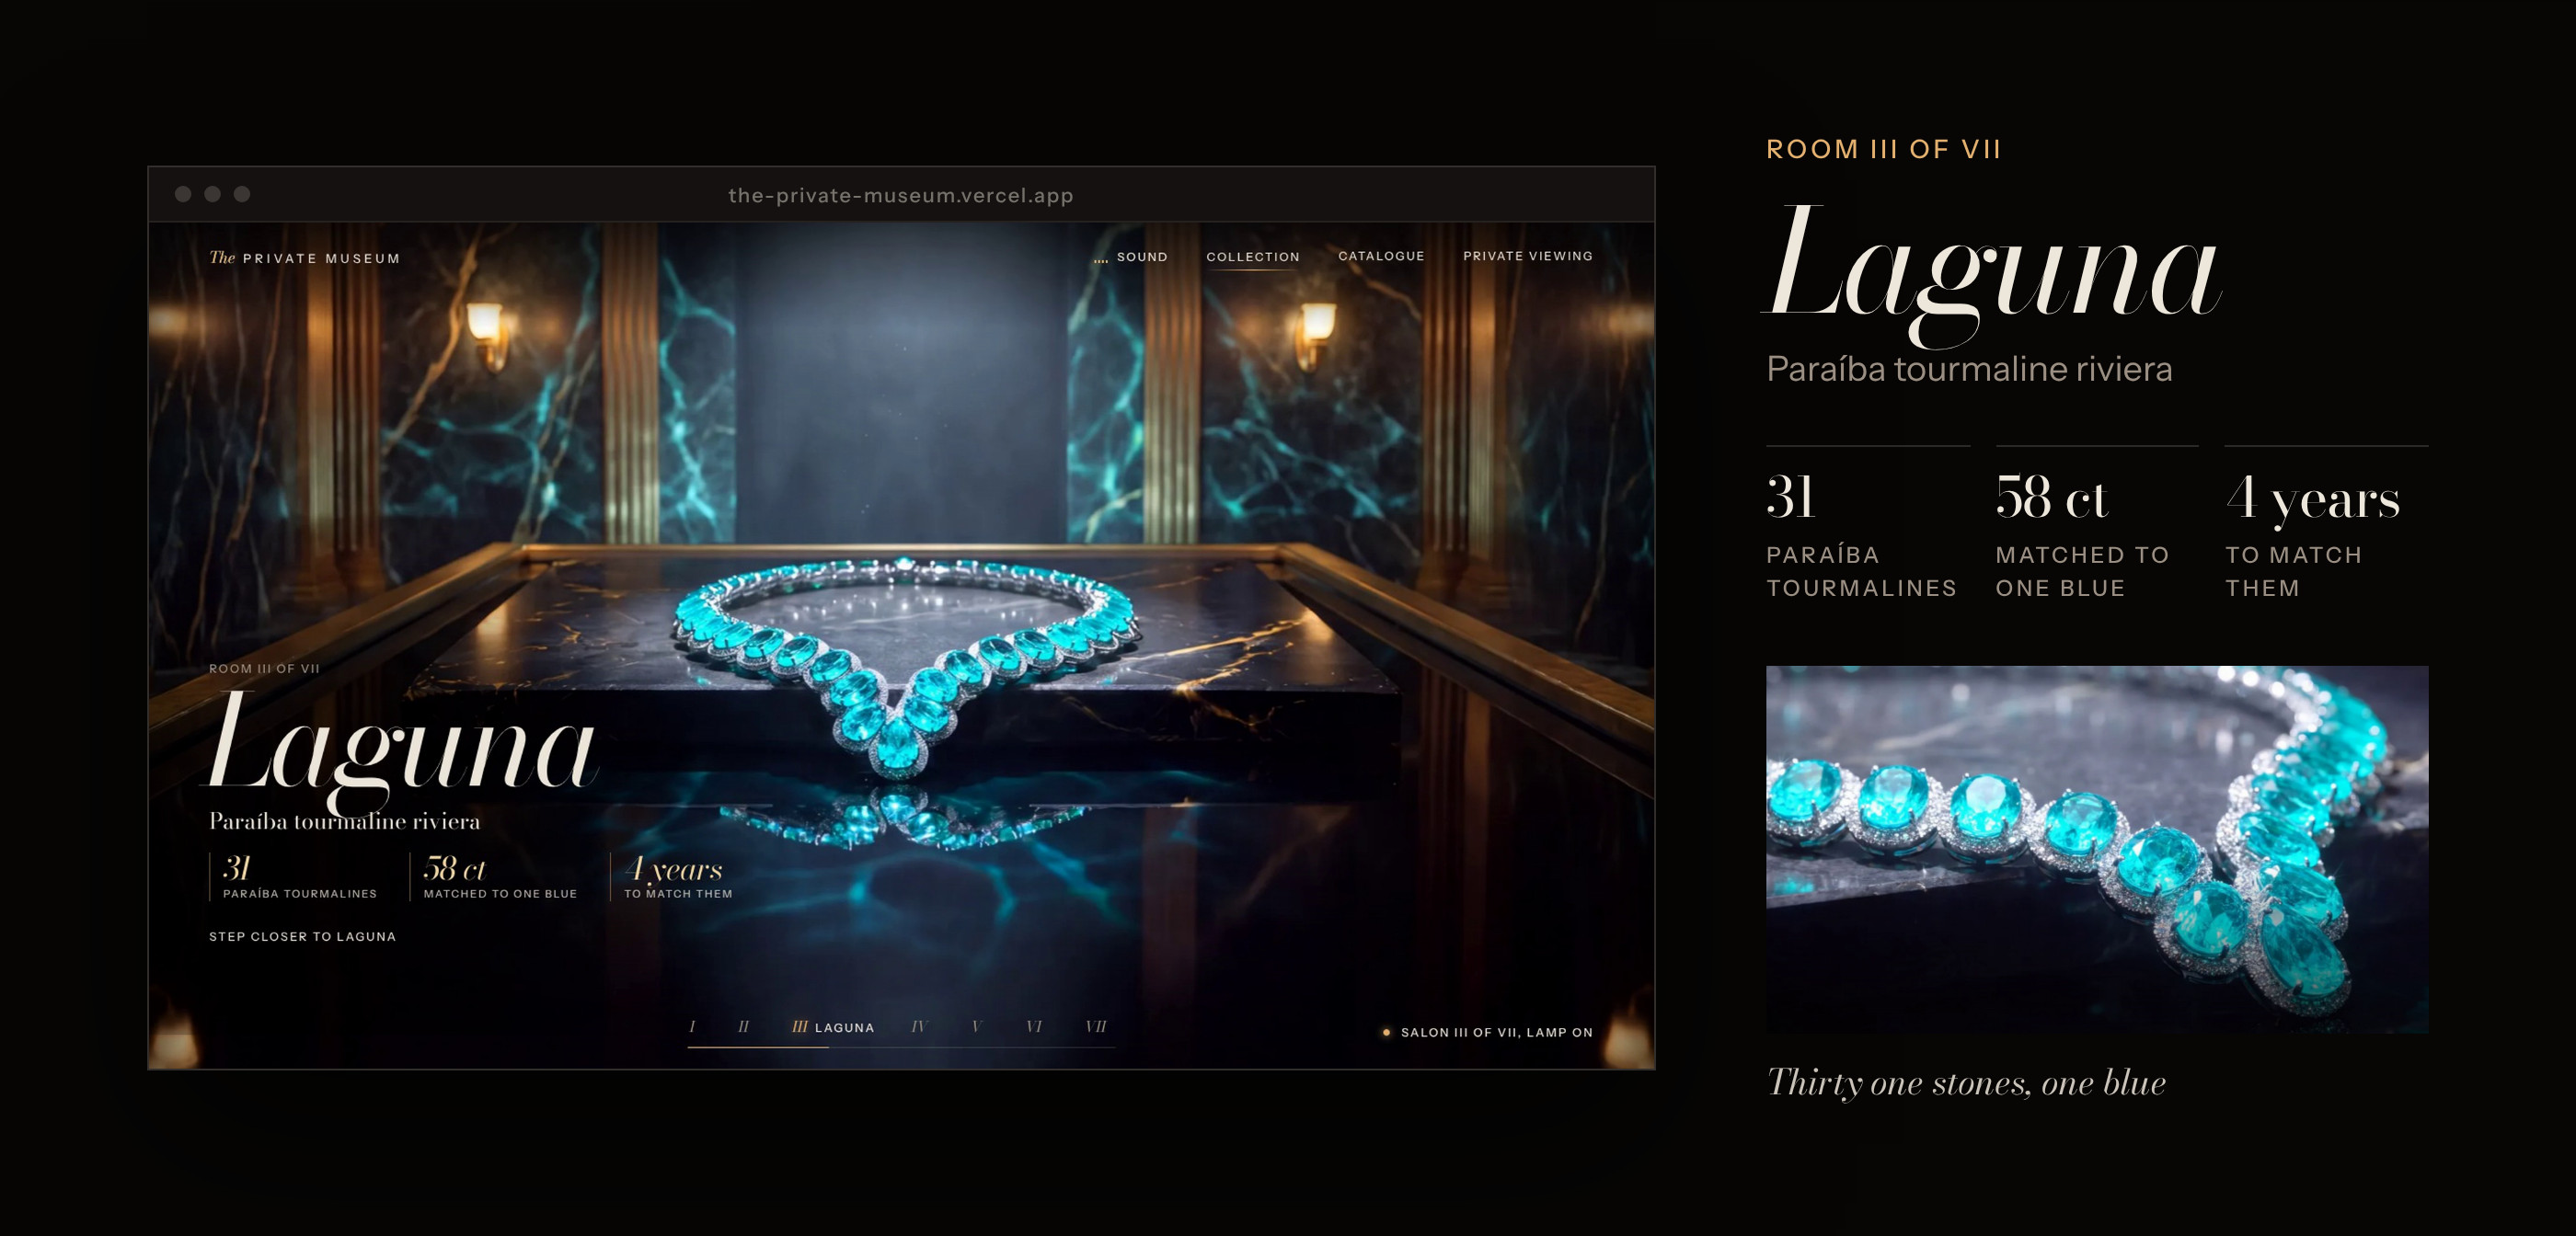 the-private-museum.vercel.app
The PRIVATE MUSEUM
SOUND
COLLECTION
CATALOGUE
PRIVATE VIEWING
ROOM III OF VII
Laguna
Paraíba tourmaline riviera
31
PARAÍBA TOURMALINES
58 ct
MATCHED TO ONE BLUE
4 years
TO MATCH THEM
STEP CLOSER TO LAGUNA
I
II
III LAGUNA
IV
V
VI
VII
SALON III OF VII, LAMP ON
ROOM III OF VII
Laguna
Paraíba tourmaline riviera
31
PARAÍBA
TOURMALINES
58 ct
MATCHED TO
ONE BLUE
4 years
TO MATCH
THEM
Thirty one stones, one blue